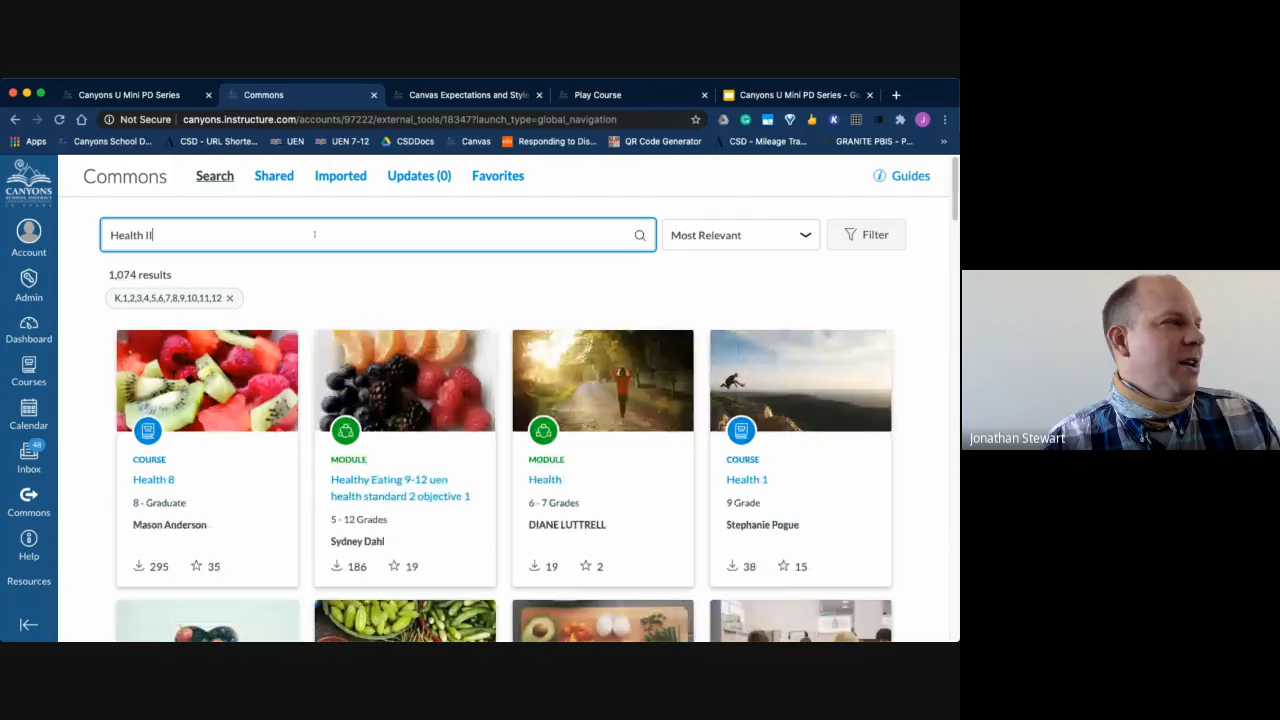 Canyons U Mini PD Series
Commons
Canvas Expectations and Style
Play Course
Canyons U Mini PD Series - Go
Not Secure
canyons.instructure.com/accounts/97222/external_tools/18347?launch_type=global_navigation
Apps
Canyons School D...
CSD - URL Shorte...
UEN
UEN 7-12
CSDDocs
Canvas
Responding to Dis...
QR Code Generator
CSD - Mileage Tra...
GRANITE PBIS - P...
»
CANYONS
Account
Admin
Dashboard
Courses
Calendar
48
Inbox
Commons
Help
Resources
Commons
Search
Shared
Imported
Updates (0)
Favorites
Guides
Health II
Most Relevant
Filter
1,074 results
K,1,2,3,4,5,6,7,8,9,10,11,12
COURSE
Health 8
8 - Graduate
Mason Anderson
295
35
MODULE
Healthy Eating 9-12 uen
health standard 2 objective 1
5 - 12 Grades
Sydney Dahl
186
19
MODULE
Health
6 - 7 Grades
DIANE LUTTRELL
19
2
COURSE
Health 1
9 Grade
Stephanie Pogue
38
15
Jonathan Stewart